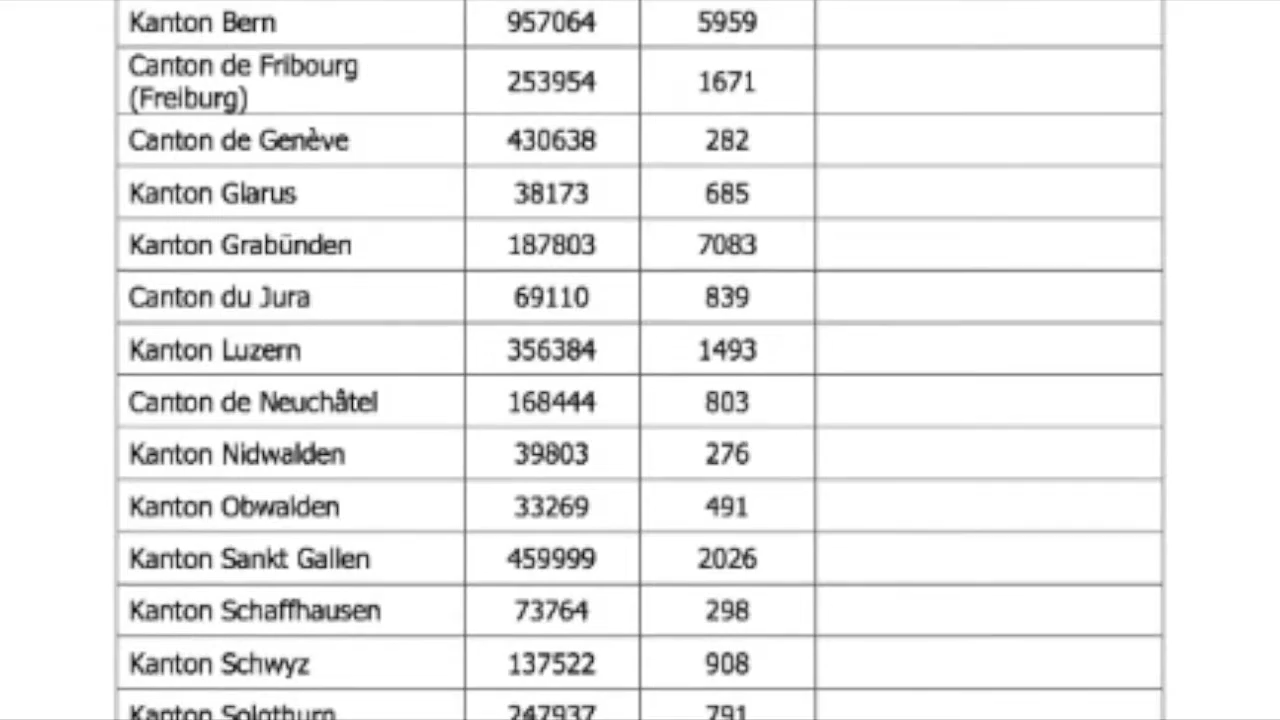 Kanton Bern 957064 5959
Canton de Fribourg
(Freiburg) 253954 1671
Canton de Genève 430638 282
Kanton Glarus 38173 685
Kanton Grabünden 187803 7083
Canton du Jura 69110 839
Kanton Luzern 356384 1493
Canton de Neuchâtel 168444 803
Kanton Nidwalden 39803 276
Kanton Obwalden 33269 491
Kanton Sankt Gallen 459999 2026
Kanton Schaffhausen 73764 298
Kanton Schwyz 137522 908
Kanton Solothurn 247937 791